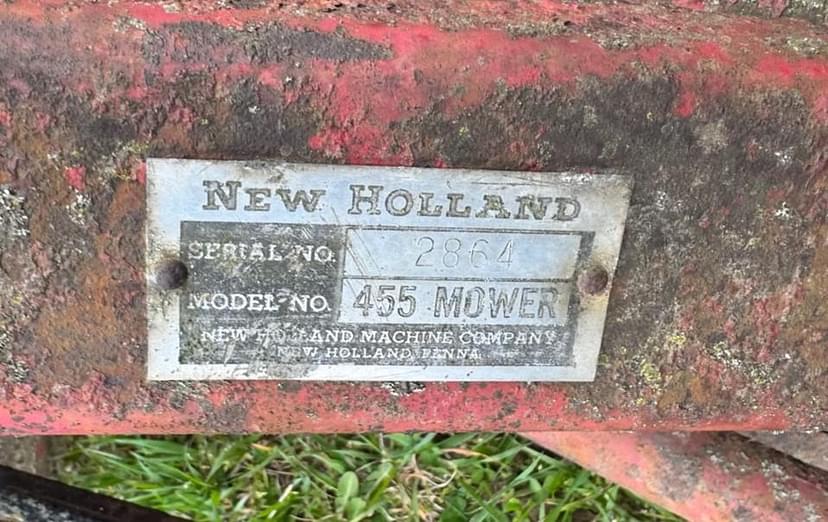 NEW HOLLAND
SERIAL NO. 2864
MODEL NO. 455 MOWER
NEW HOLLAND MACHINE COMPANY
NEW HOLLAND, PENNA.